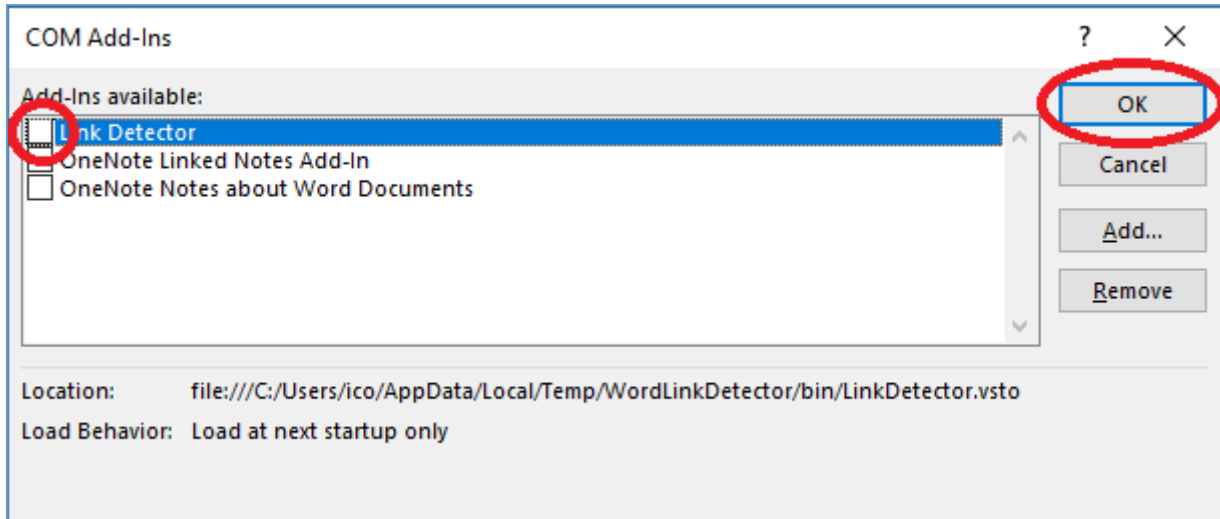 COM Add-Ins
?
Add-Ins available:
OK
Link Detector
OneNote Linked Notes Add-In
Cancel
OneNote Notes about Word Documents
Add...
Remove
Location: file:///C:/Users/ico/AppData/Local/Temp/WordLinkDetector/bin/LinkDetector.vsto
Load Behavior: Load at next startup only